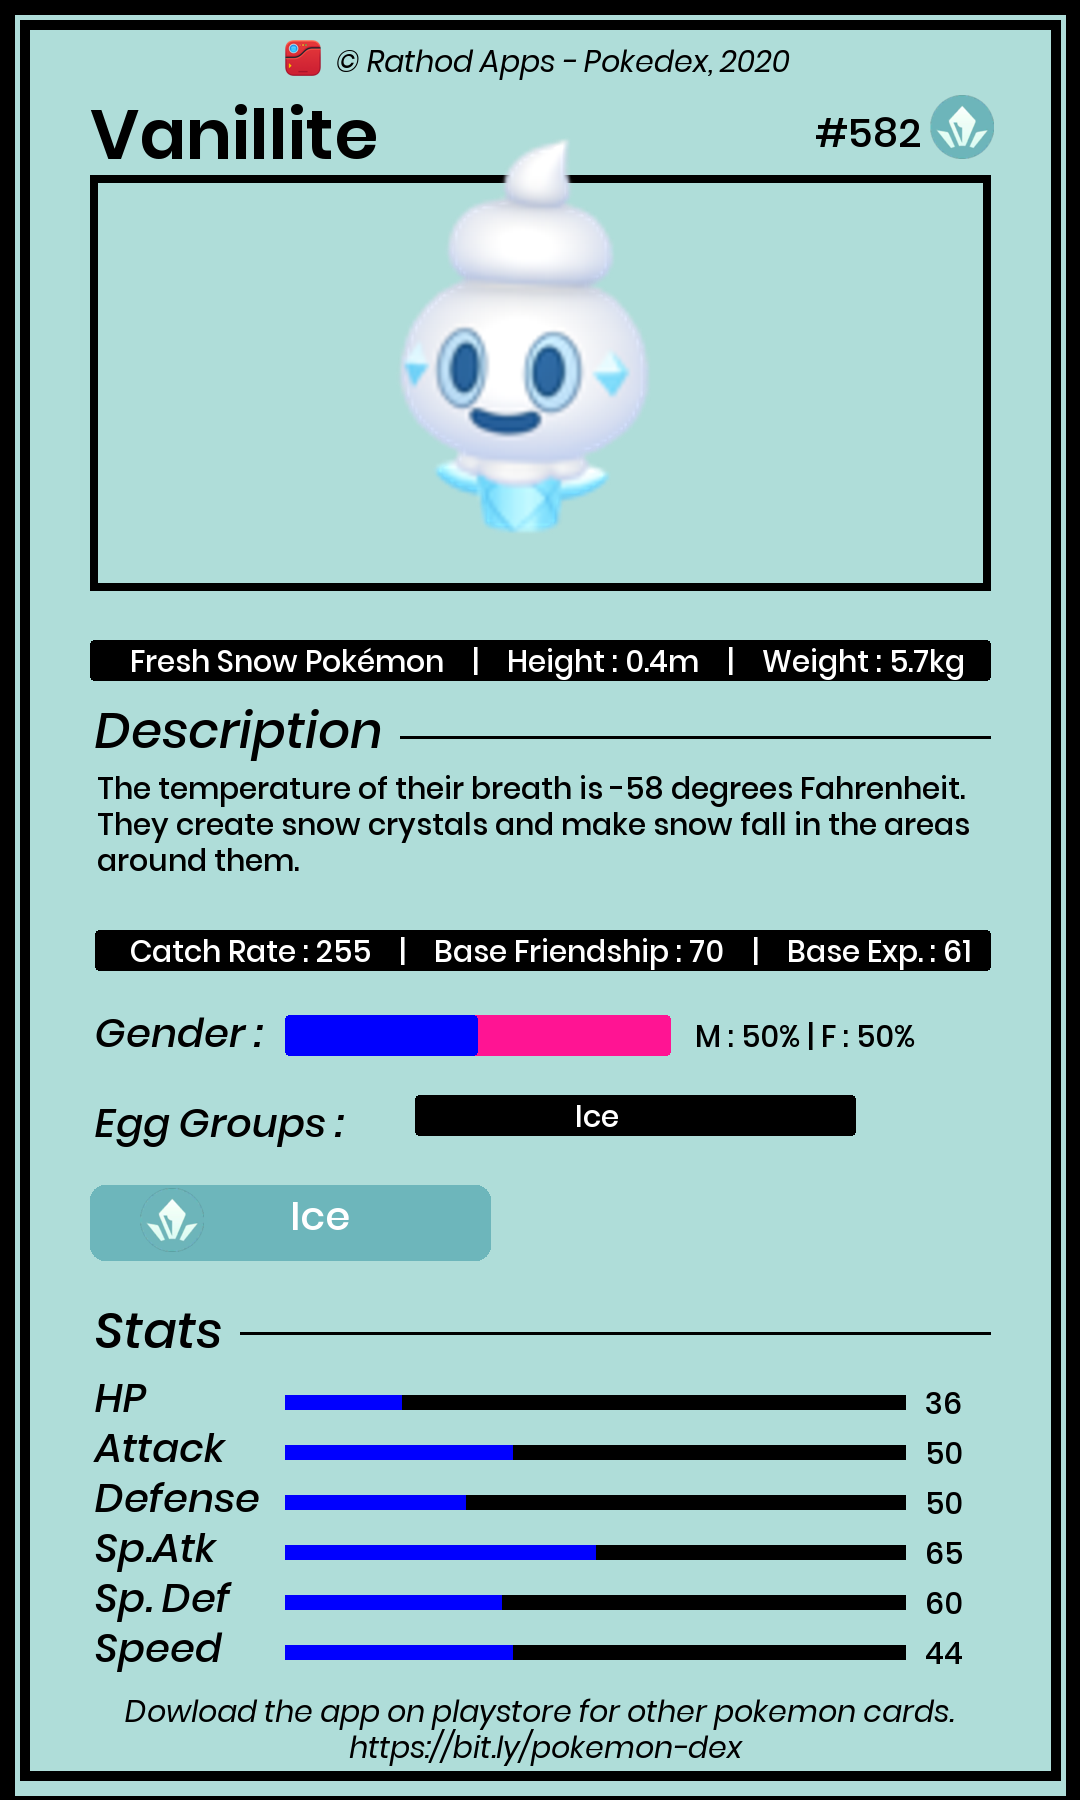 © Rathod Apps - Pokedex, 2020
Vanillite #582
Fresh Snow Pokémon | Height : 0.4m | Weight : 5.7kg
Description
The temperature of their breath is -58 degrees Fahrenheit.
They create snow crystals and make snow fall in the areas
around them.
Catch Rate : 255 | Base Friendship : 70 | Base Exp. : 61
Gender : M : 50% | F : 50%
Egg Groups : Ice
Ice
Stats
HP 36
Attack 50
Defense 50
Sp.Atk 65
Sp. Def 60
Speed 44
Dowload the app on playstore for other pokemon cards.
https://bit.ly/pokemon-dex